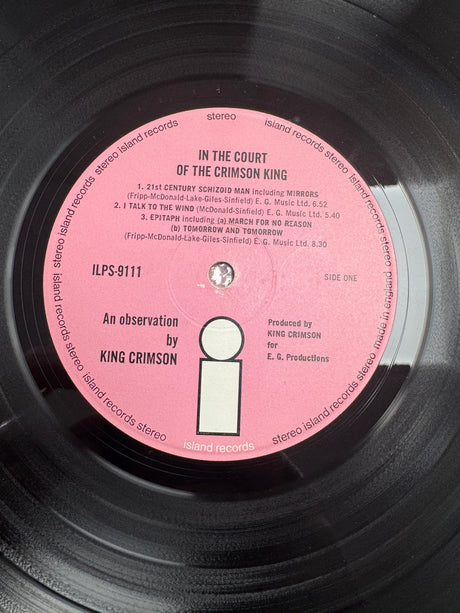 stereo island records stereo island records stereo
stereo
island records
IN THE COURT
OF THE CRIMSON KING
1. 21st CENTURY SCHIZOID MAN including MIRRORS
(Fripp-McDonald-Lake-Giles-Sinfield) E. G. Music Ltd. 6.52
2. I TALK TO THE WIND (McDonald-Sinfield) E. G. Music Ltd. 5.40
3. EPITAPH including (a) MARCH FOR NO REASON
(b) TOMORROW AND TOMORROW
(Fripp-McDonald-Lake-Giles-Sinfield) E. G. Music Ltd. 8.30
ILPS-9111
SIDE ONE
An observation
by
KING CRIMSON
Produced by
KING CRIMSON
for
E. G. Productions
island records stereo island records stereo
island records
stereo island records stereo made in england